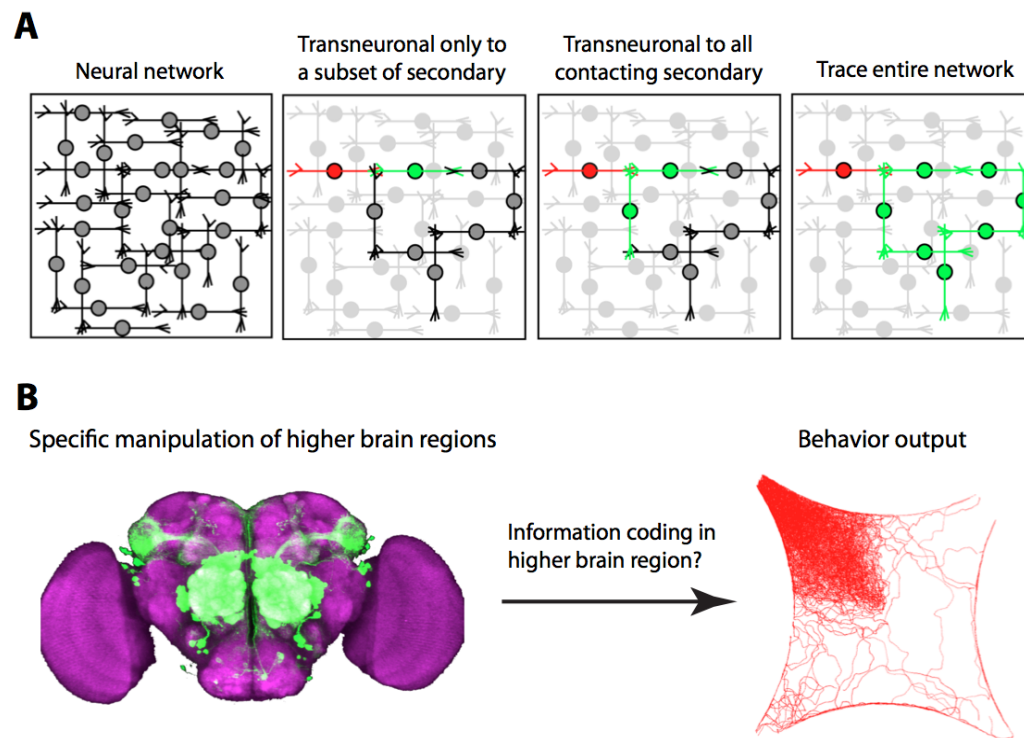 A
Neural network
Transneuronal only to
a subset of secondary
Transneuronal to all
contacting secondary
Trace entire network
B
Specific manipulation of higher brain regions
Information coding in
higher brain region?
Behavior output